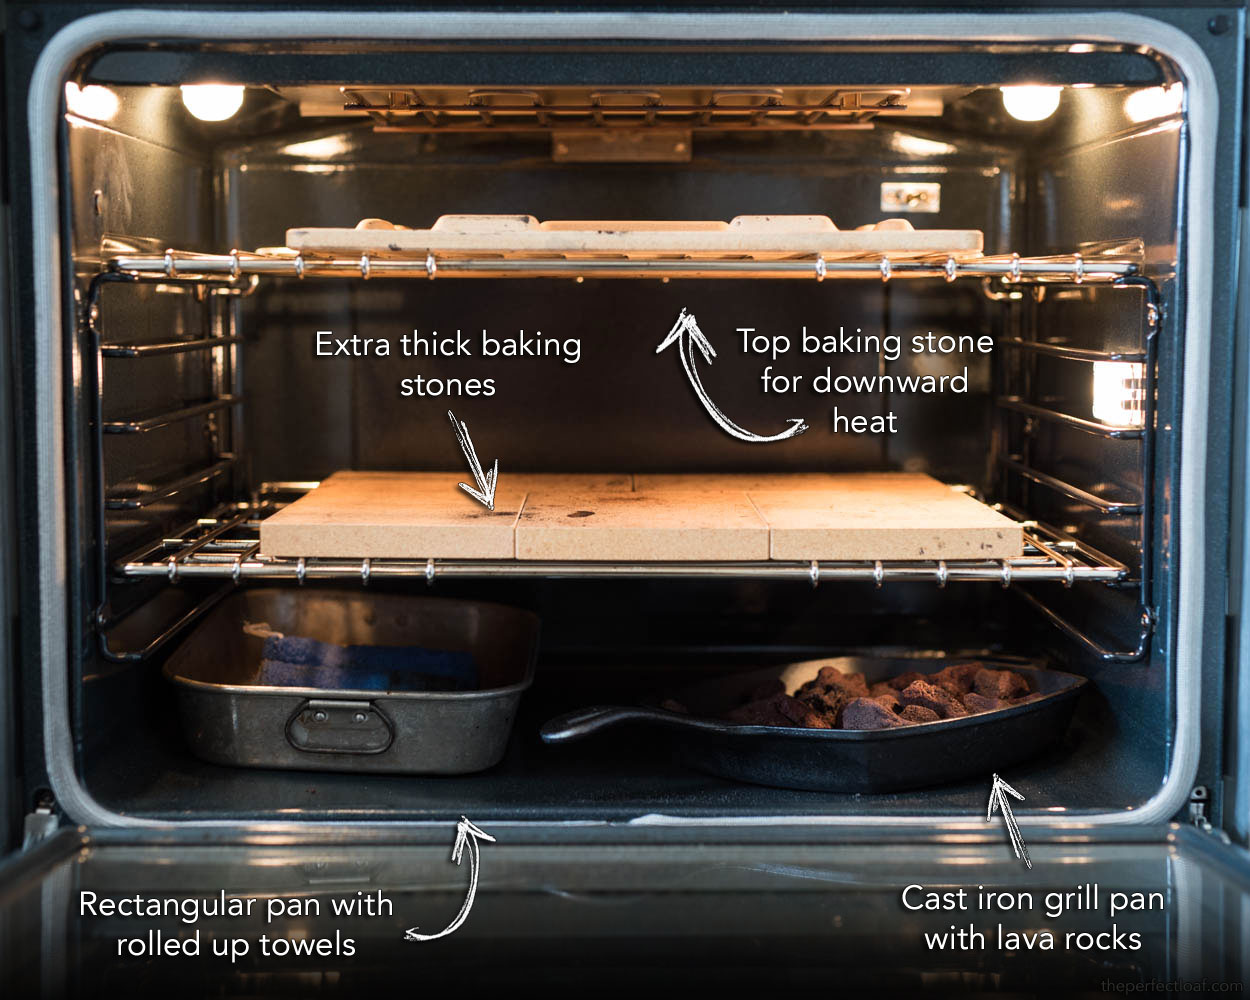 Extra thick baking
stones
Top baking stone
for downward
heat
Rectangular pan with
rolled up towels
Cast iron grill pan
with lava rocks
theperfectloaf.com